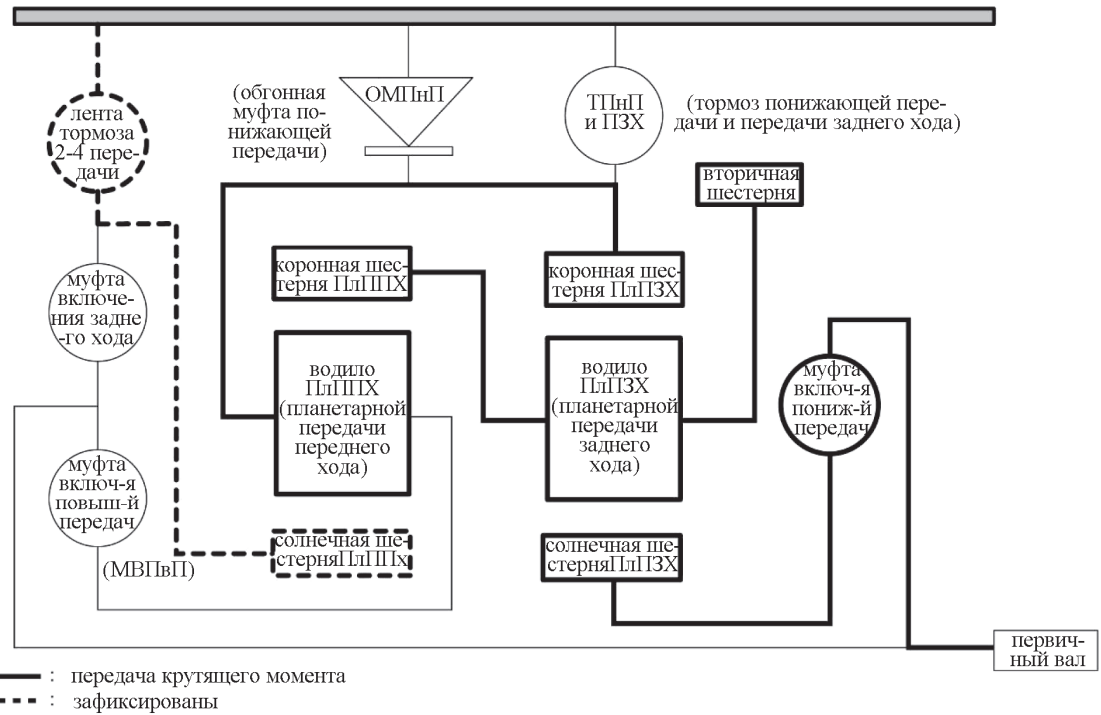 лента
тормоза
2-4 пере-
дачи
(обгонная
муфта по-
нижающей
передачи)
ОМПнП
ТПнП
и ПЗХ
(тормоз понижающей пере-
дачи и передачи заднего хода)
вторичная
шестерня
муфта
включе-
ния задне
-го хода
коронная шес-
терня ПлППХ
коронная шес-
терня ПлПЗХ
водило
ПлППХ
(планетарной
передачи
переднего
хода)
водило
ПлПЗХ
(планетарной
передачи
заднего
хода)
муфта
включ-я
пониж-й
передач
муфта
включ-я
повыш-й
передач
(МВПвП)
солнечная ше-
стерняПлППх
солнечная ше-
стерняПлПЗХ
первич-
ный вал
: передача крутящего момента
: зафиксированы